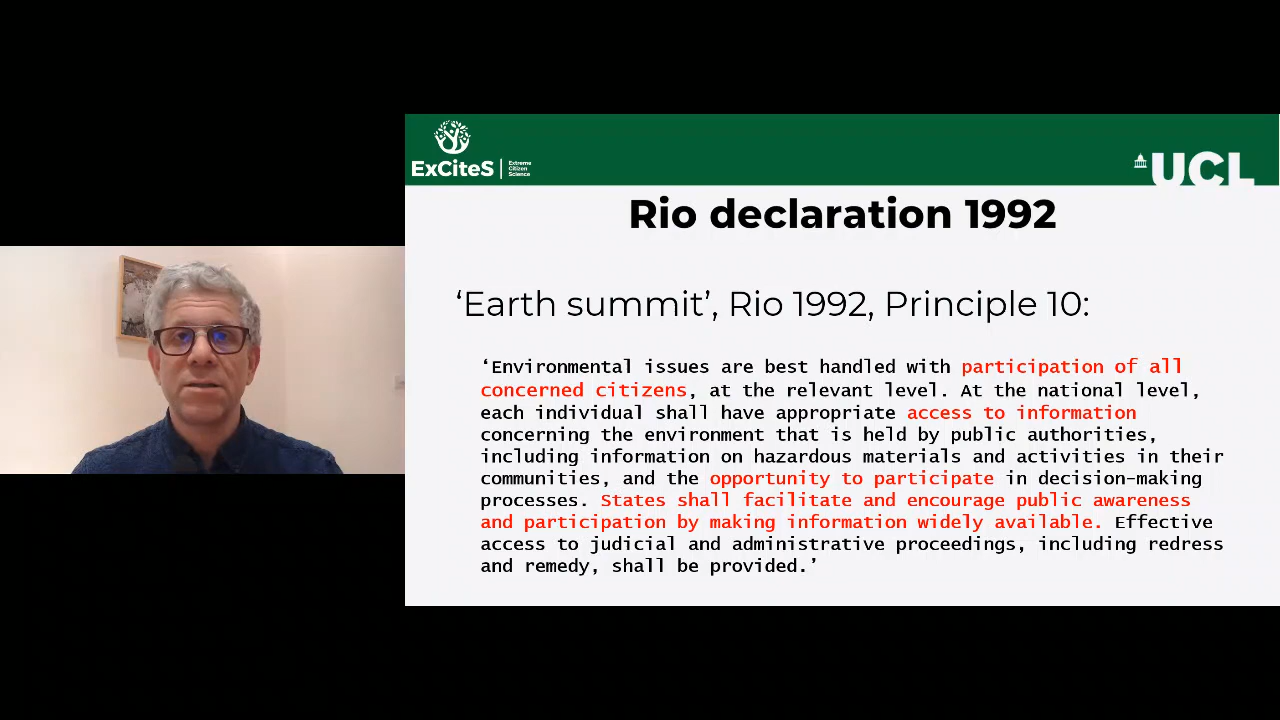 ExCiteS
Extreme
Citizen
Science
UCL
Rio declaration 1992
‘Earth summit’, Rio 1992, Principle 10:
‘Environmental issues are best handled with participation of all
concerned citizens, at the relevant level. At the national level,
each individual shall have appropriate access to information
concerning the environment that is held by public authorities,
including information on hazardous materials and activities in their
communities, and the opportunity to participate in decision-making
processes. States shall facilitate and encourage public awareness
and participation by making information widely available. Effective
access to judicial and administrative proceedings, including redress
and remedy, shall be provided.’